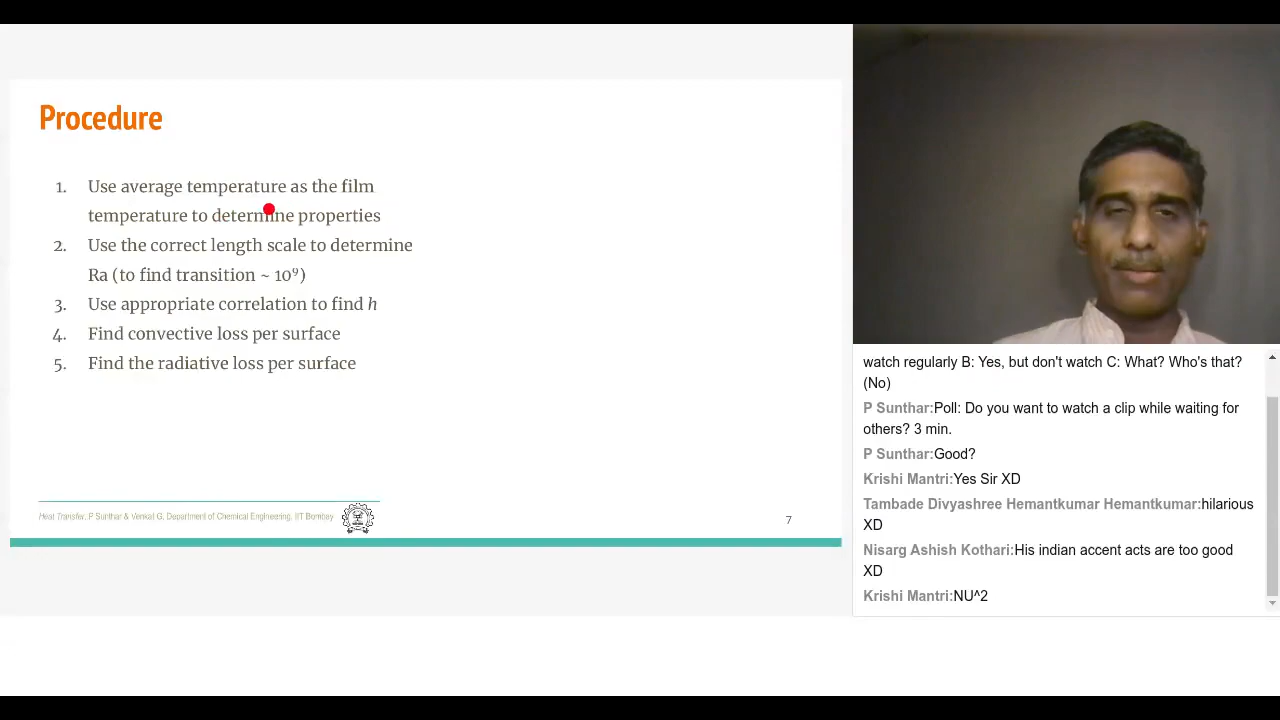 Procedure
1. Use average temperature as the film
temperature to determine properties
2. Use the correct length scale to determine
Ra (to find transition ~ 10⁹)
3. Use appropriate correlation to find h
4. Find convective loss per surface
5. Find the radiative loss per surface
Heat Transfer, P Sunthar & Venkat G, Department of Chemical Engineering, IIT Bombay
7
watch regularly B: Yes, but don't watch C: What? Who's that?
(No)
P Sunthar:Poll: Do you want to watch a clip while waiting for
others? 3 min.
P Sunthar:Good?
Krishi Mantri:Yes Sir XD
Tambade Divyashree Hemantkumar Hemantkumar:hilarious
XD
Nisarg Ashish Kothari:His indian accent acts are too good
XD
Krishi Mantri:NU^2